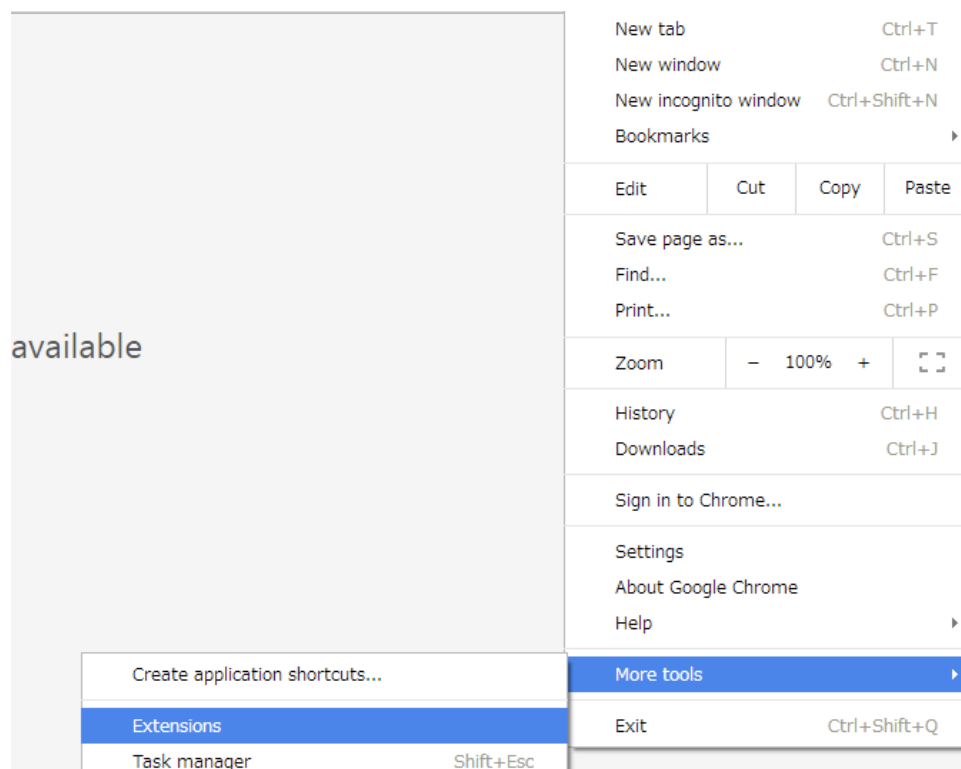 New tab Ctrl+T
New window Ctrl+N
New incognito window Ctrl+Shift+N
Bookmarks
Edit Cut Copy Paste
Save page as... Ctrl+S
Find... Ctrl+F
Print... Ctrl+P
available
Zoom − 100% +
History Ctrl+H
Downloads Ctrl+J
Sign in to Chrome...
Settings
About Google Chrome
Help
More tools
Exit Ctrl+Shift+Q
Create application shortcuts...
Extensions
Task manager Shift+Esc